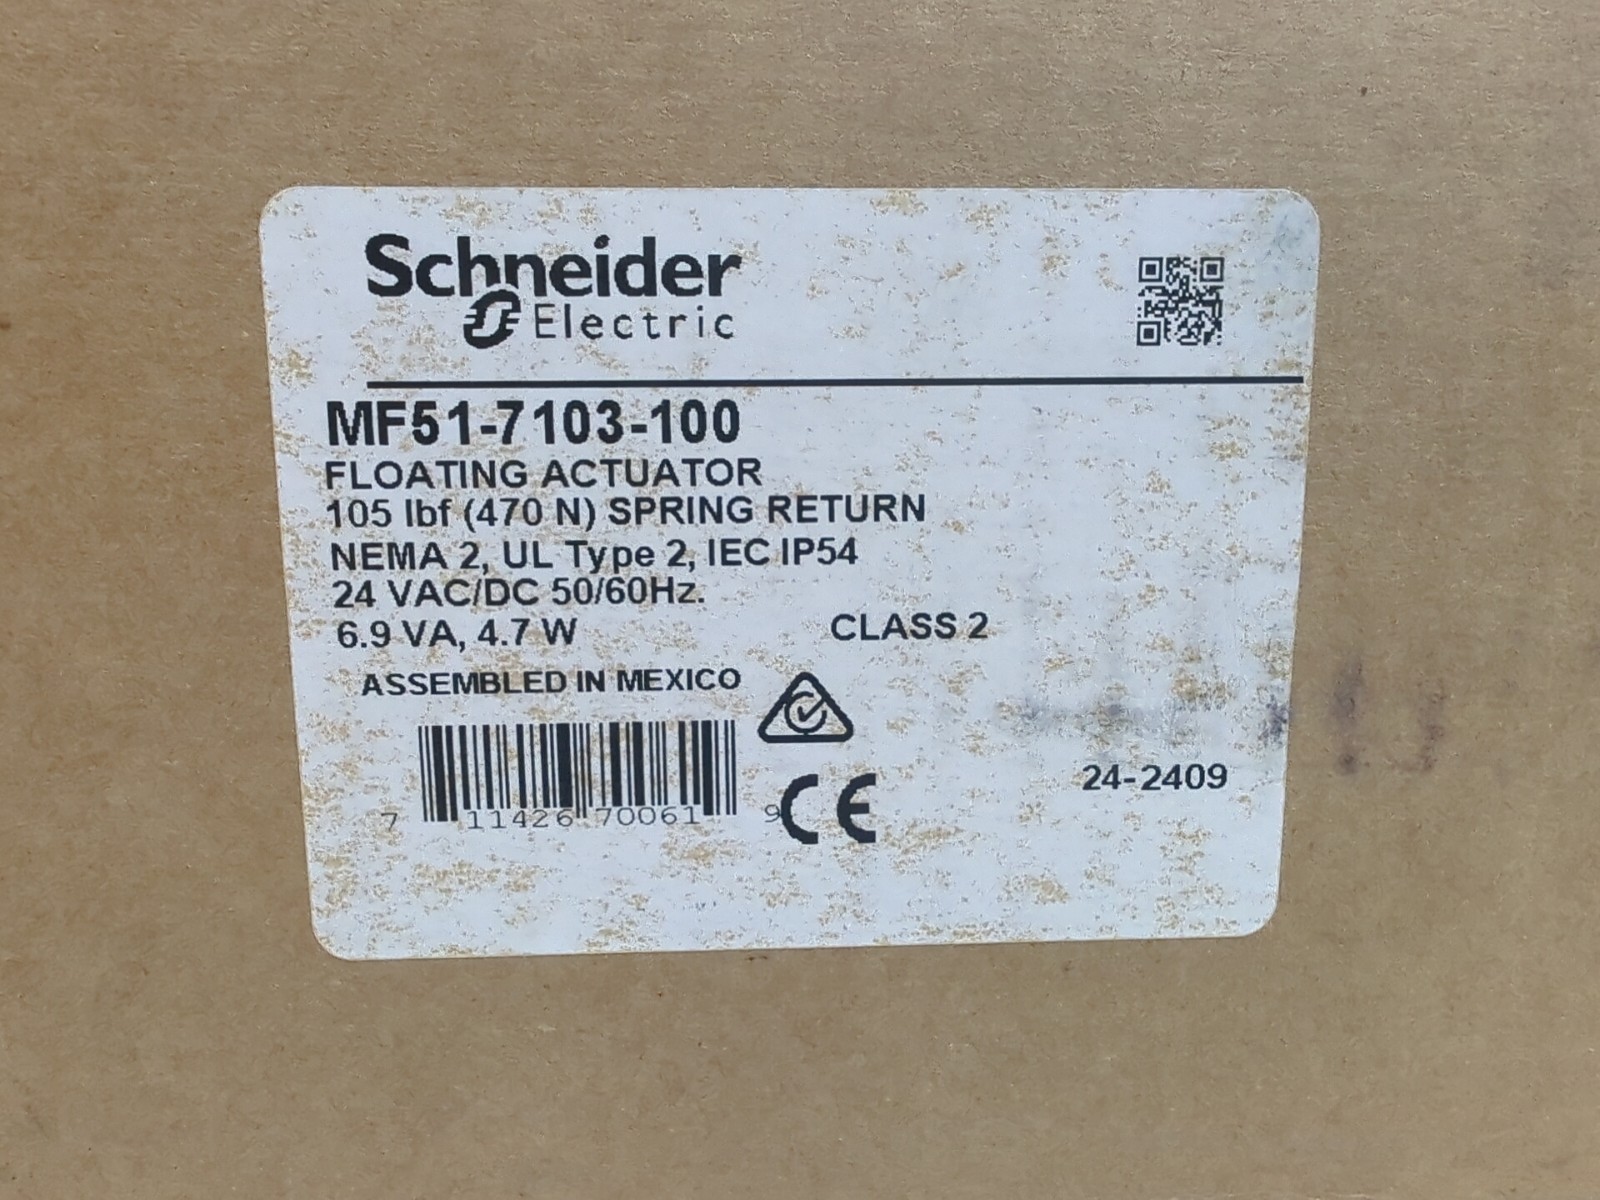 Schneider
Electric
MF51-7103-100
FLOATING ACTUATOR
105 lbf (470 N) SPRING RETURN
NEMA 2, UL Type 2, IEC IP54
24 VAC/DC 50/60Hz.
6.9 VA, 4.7 W CLASS 2
ASSEMBLED IN MEXICO
24-2409
7 11426 70061 9
CE